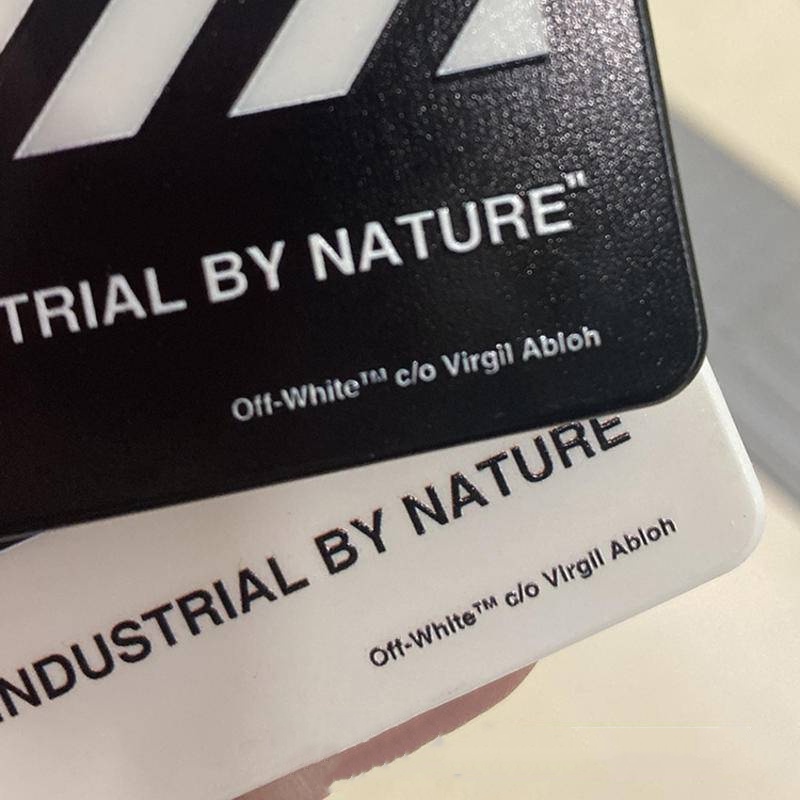 TRIAL BY NATURE"
Off-White™ c/o Virgil Abloh
INDUSTRIAL BY NATURE
Off-White™ c/o Virgil Abloh